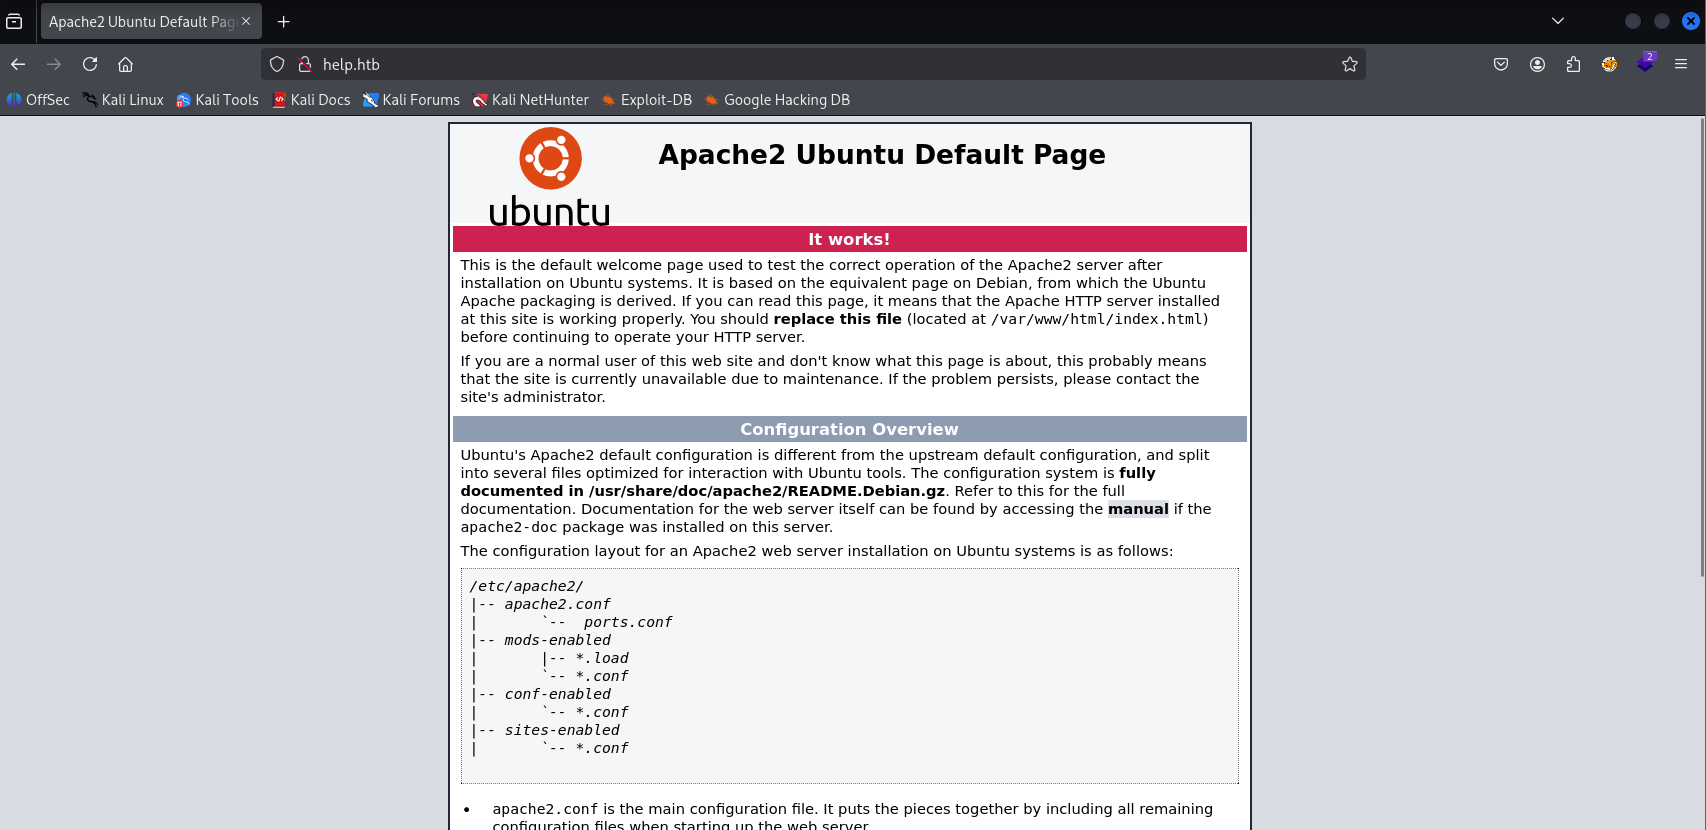 Apache2 Ubuntu Default Pag
help.htb
2
OffSec Kali Linux Kali Tools Kali Docs Kali Forums Kali NetHunter Exploit-DB Google Hacking DB
Apache2 Ubuntu Default Page
ubuntu
It works!
This is the default welcome page used to test the correct operation of the Apache2 server after
installation on Ubuntu systems. It is based on the equivalent page on Debian, from which the Ubuntu
Apache packaging is derived. If you can read this page, it means that the Apache HTTP server installed
at this site is working properly. You should replace this file (located at /var/www/html/index.html)
before continuing to operate your HTTP server.
If you are a normal user of this web site and don't know what this page is about, this probably means
that the site is currently unavailable due to maintenance. If the problem persists, please contact the
site's administrator.
Configuration Overview
Ubuntu's Apache2 default configuration is different from the upstream default configuration, and split
into several files optimized for interaction with Ubuntu tools. The configuration system is fully
documented in /usr/share/doc/apache2/README.Debian.gz. Refer to this for the full
documentation. Documentation for the web server itself can be found by accessing the manual if the
apache2-doc package was installed on this server.
The configuration layout for an Apache2 web server installation on Ubuntu systems is as follows:
/etc/apache2/
|-- apache2.conf
|       `--  ports.conf
|-- mods-enabled
|       |-- *.load
|       `-- *.conf
|-- conf-enabled
|       `-- *.conf
|-- sites-enabled
|       `-- *.conf
• apache2.conf is the main configuration file. It puts the pieces together by including all remaining
configuration files when starting up the web server.